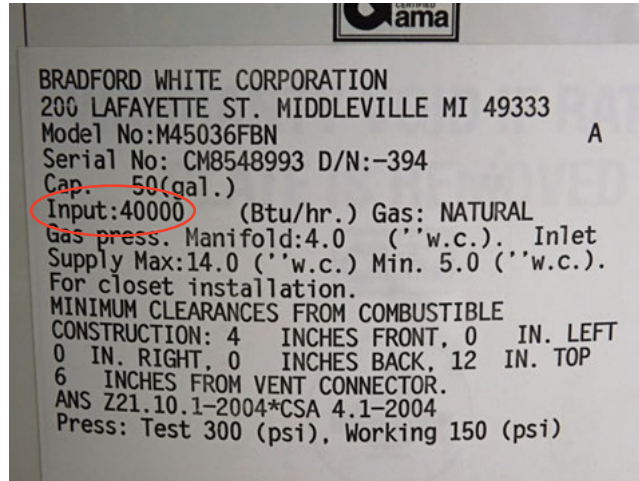 CERTIFIED
ama
BRADFORD WHITE CORPORATION
200 LAFAYETTE ST. MIDDLEVILLE MI 49333
Model No:M45036FBN A
Serial No: CM8548993 D/N:-394
Cap. 50(gal.)
Input:40000 (Btu/hr.) Gas: NATURAL
Gas press. Manifold:4.0 (''w.c.). Inlet
Supply Max:14.0 (''w.c.) Min. 5.0 (''w.c.).
For closet installation.
MINIMUM CLEARANCES FROM COMBUSTIBLE
CONSTRUCTION: 4 INCHES FRONT, 0 IN. LEFT
0 IN. RIGHT, 0 INCHES BACK, 12 IN. TOP
6 INCHES FROM VENT CONNECTOR.
ANS Z21.10.1-2004*CSA 4.1-2004
Press: Test 300 (psi), Working 150 (psi)